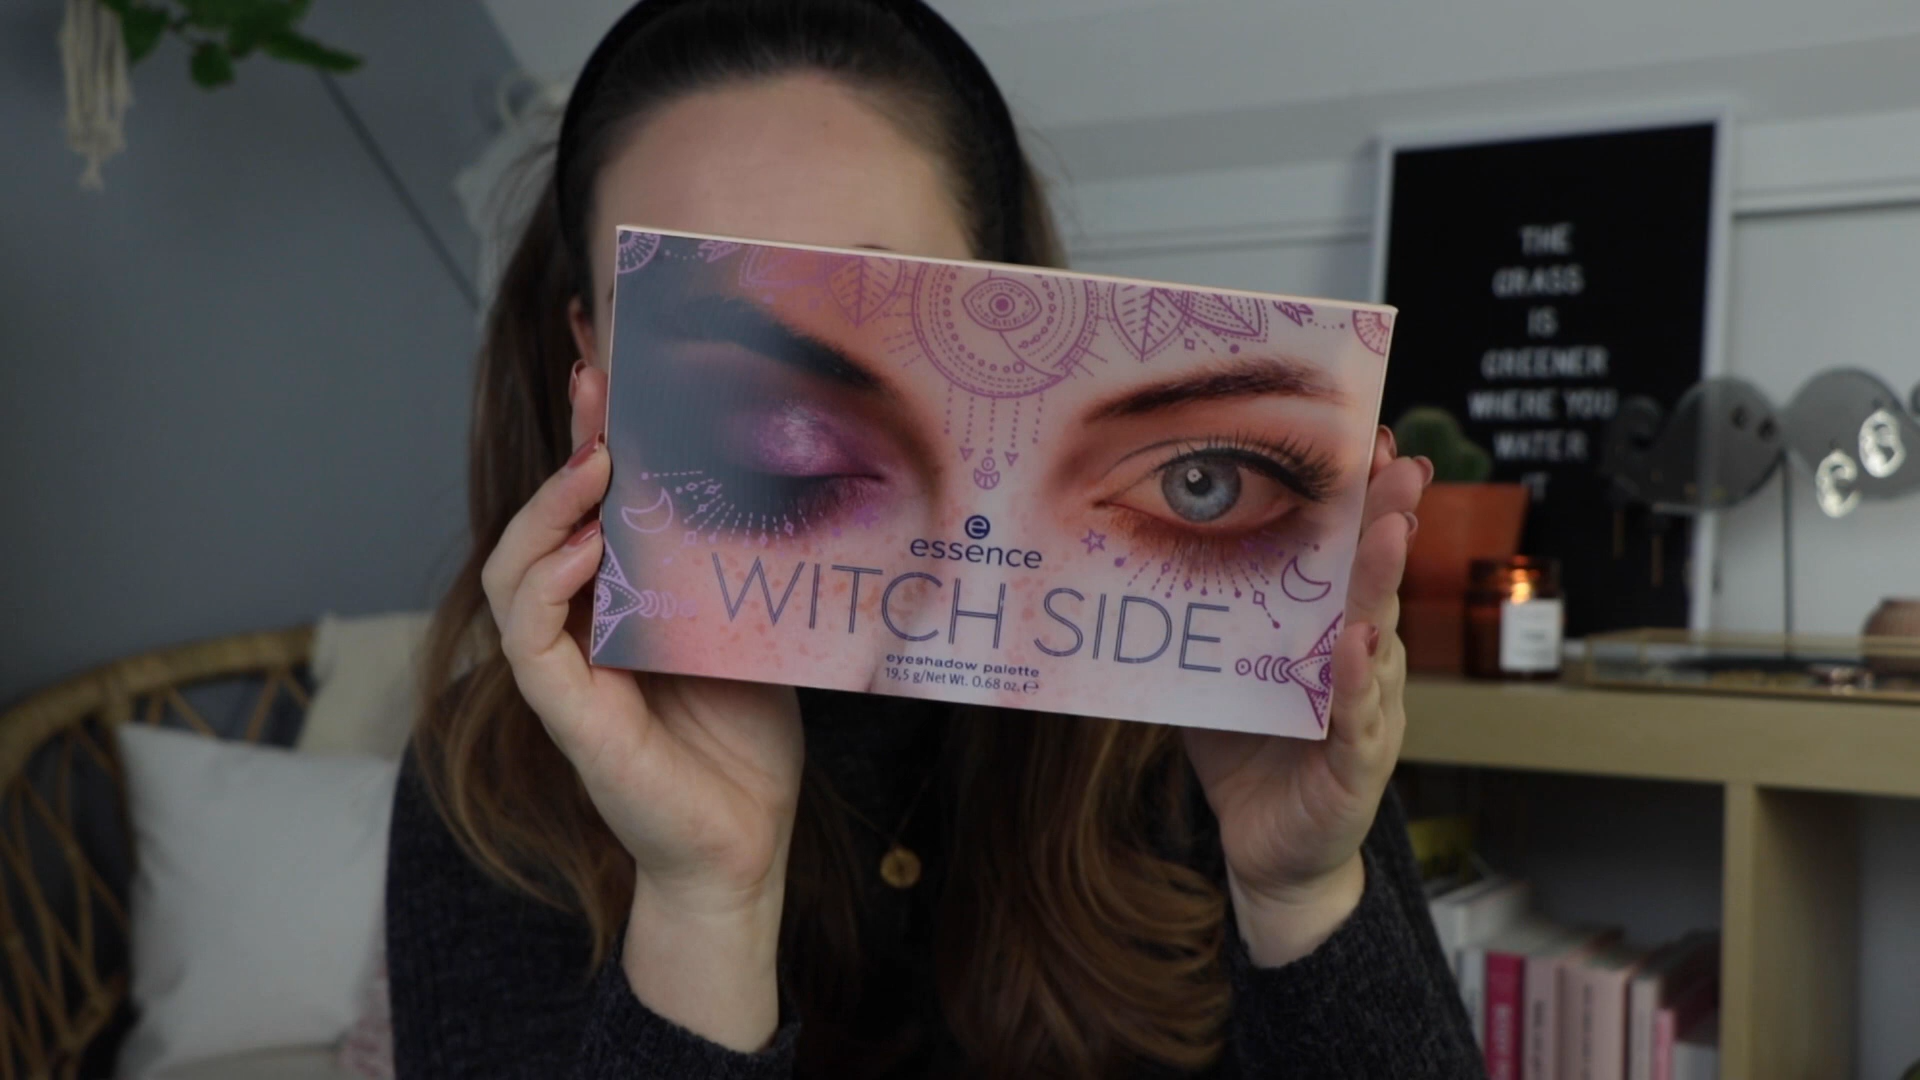 e
essence
WITCH SIDE
eyeshadow palette
19,5 g/Net Wt. 0.68 oz. ℮
THE
GRASS
IS
GREENER
WHERE YOU
WATER
IT